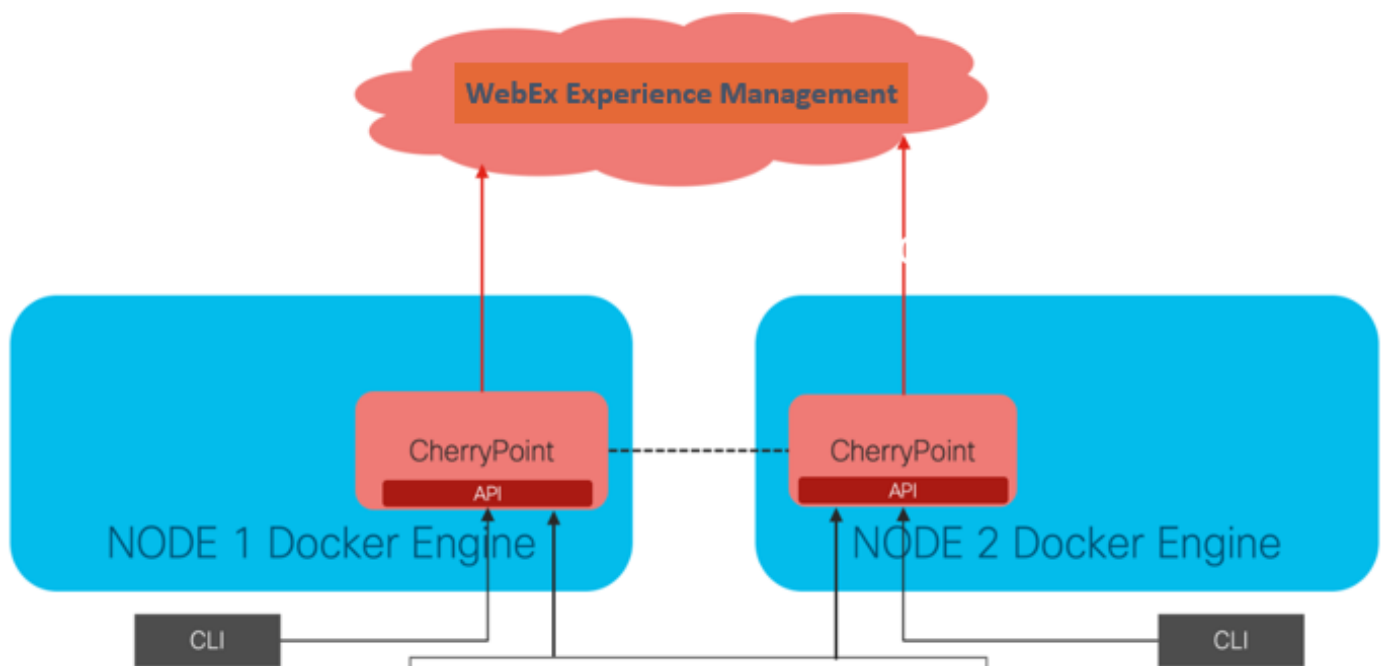 WebEx Experience Management
CherryPoint
API
NODE 1 Docker Engine
CherryPoint
API
NODE 2 Docker Engine
CLI
CLI